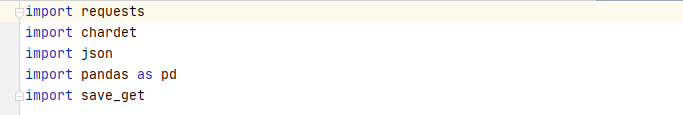 import requests
import chardet
import json
import pandas as pd
import save_get